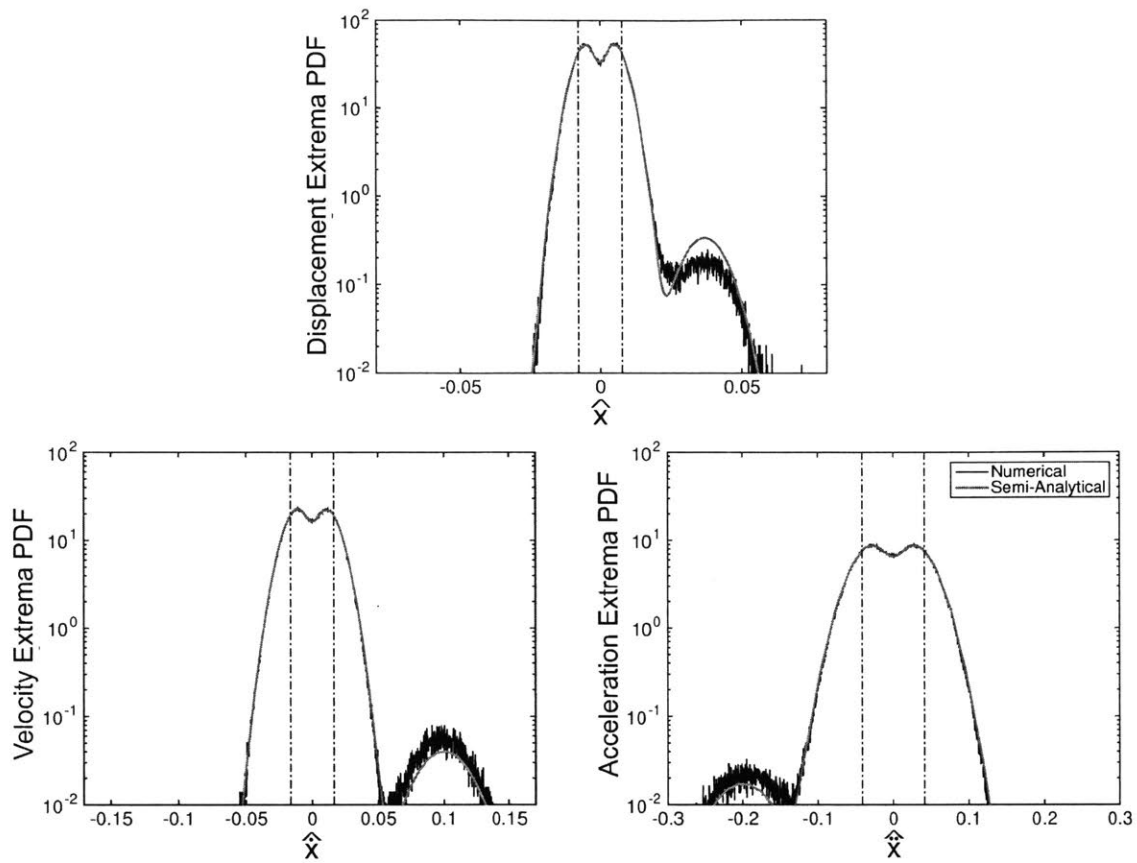 Displacement Extrema PDF
10^2
10^1
10^0
10^-1
10^-2
-0.05 0 0.05
x̂
Velocity Extrema PDF
10^2
10^1
10^0
10^-1
10^-2
-0.15 -0.1 -0.05 0 0.05 0.1 0.15
ẋ̂
Acceleration Extrema PDF
10^2
10^1
10^0
10^-1
10^-2
-0.3 -0.2 -0.1 0 0.1 0.2 0.3
ẍ̂
Numerical
Semi-Analytical